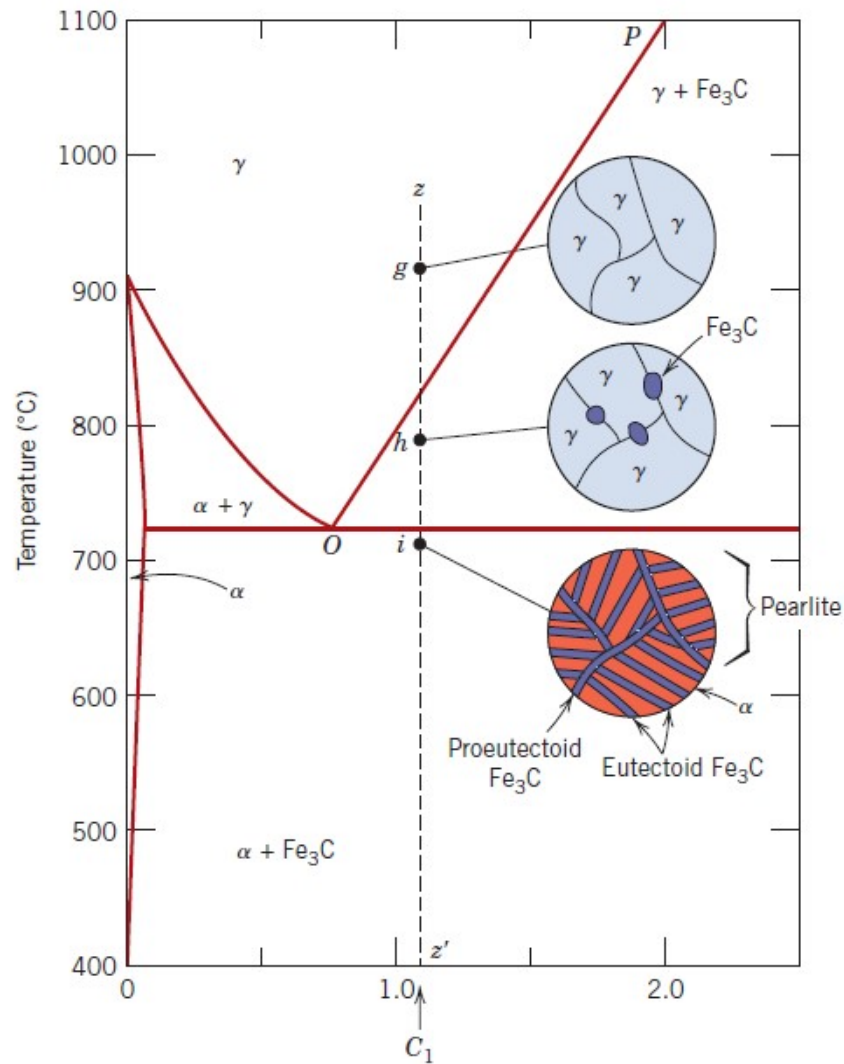 1100
P
γ + Fe₃C
1000
γ
z
γ
γ
γ
γ
g
900
Fe₃C
γ
γ
γ
γ
800
h
Temperature (°C)
α + γ
O
i
700
α
Pearlite
600
α
Proeutectoid
Fe₃C
Eutectoid Fe₃C
500
α + Fe₃C
z′
400
0
1.0
2.0
C₁